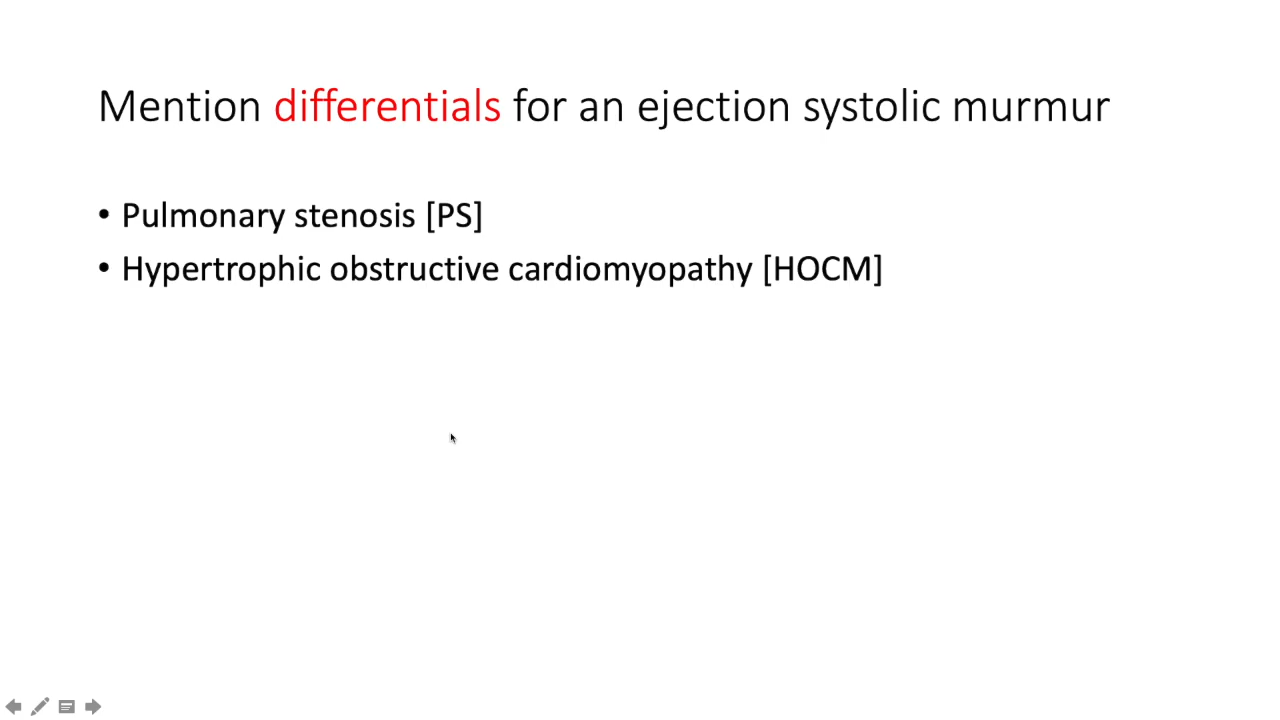 Mention differentials for an ejection systolic murmur
• Pulmonary stenosis [PS]
• Hypertrophic obstructive cardiomyopathy [HOCM]